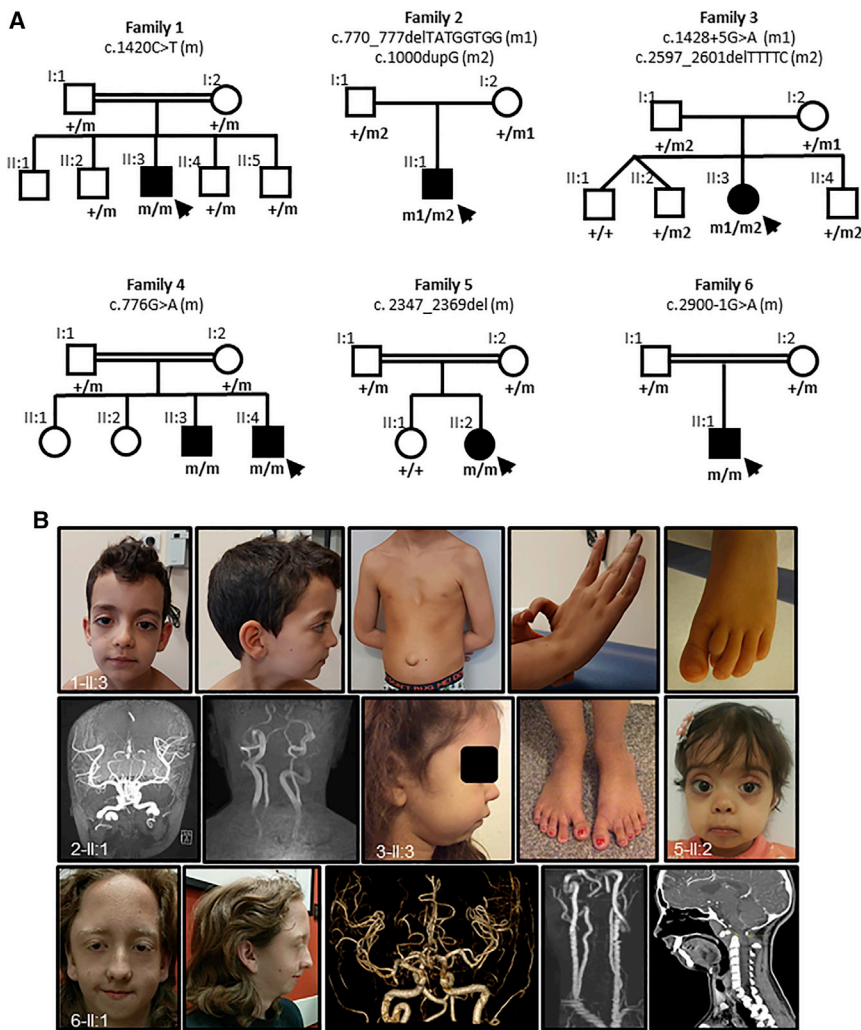 A
Family 1
c.1420C>T (m)
I:1
I:2
+/m
+/m
II:1
II:2
II:3
II:4
II:5
+/m
m/m
+/m
+/m
Family 2
c.770_777delTATGGTGG (m1)
c.1000dupG (m2)
I:1
I:2
+/m2
+/m1
II:1
m1/m2
Family 3
c.1428+5G>A (m1)
c.2597_2601delTTTTC (m2)
I:1
I:2
+/m2
+/m1
II:1
II:2
II:3
II:4
+/+
+/m2
m1/m2
+/m2
Family 4
c.776G>A (m)
I:1
I:2
+/m
+/m
II:1
II:2
II:3
II:4
m/m
m/m
Family 5
c. 2347_2369del (m)
I:1
I:2
+/m
+/m
II:1
II:2
+/+
m/m
Family 6
c.2900-1G>A (m)
I:1
I:2
+/m
+/m
II:1
m/m
B
1-II:3
2-II:1
3-II:3
5-II:2
6-II:1